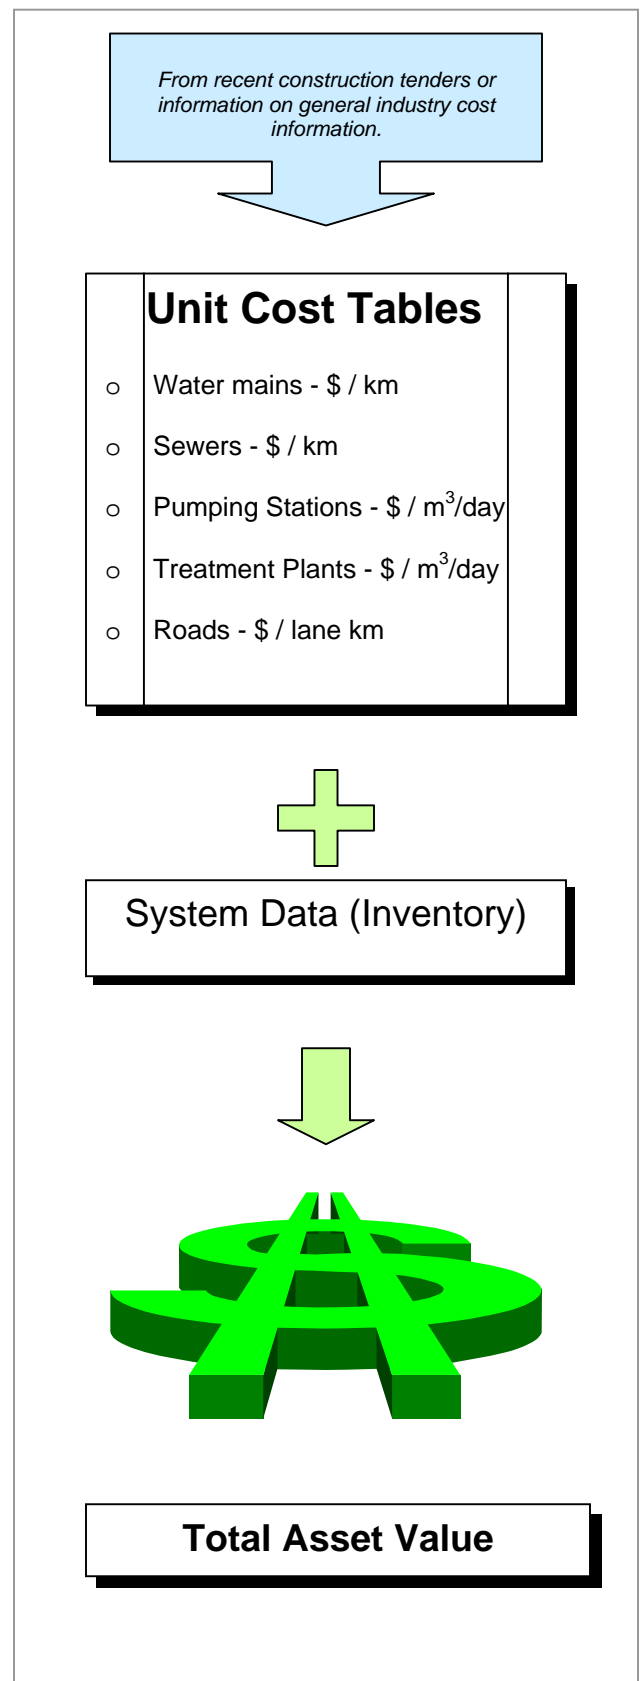 From recent construction tenders or
information on general industry cost
information.
Unit Cost Tables
o Water mains - $ / km
o Sewers - $ / km
o Pumping Stations - $ / m³/day
o Treatment Plants - $ / m³/day
o Roads - $ / lane km
System Data (Inventory)
Total Asset Value